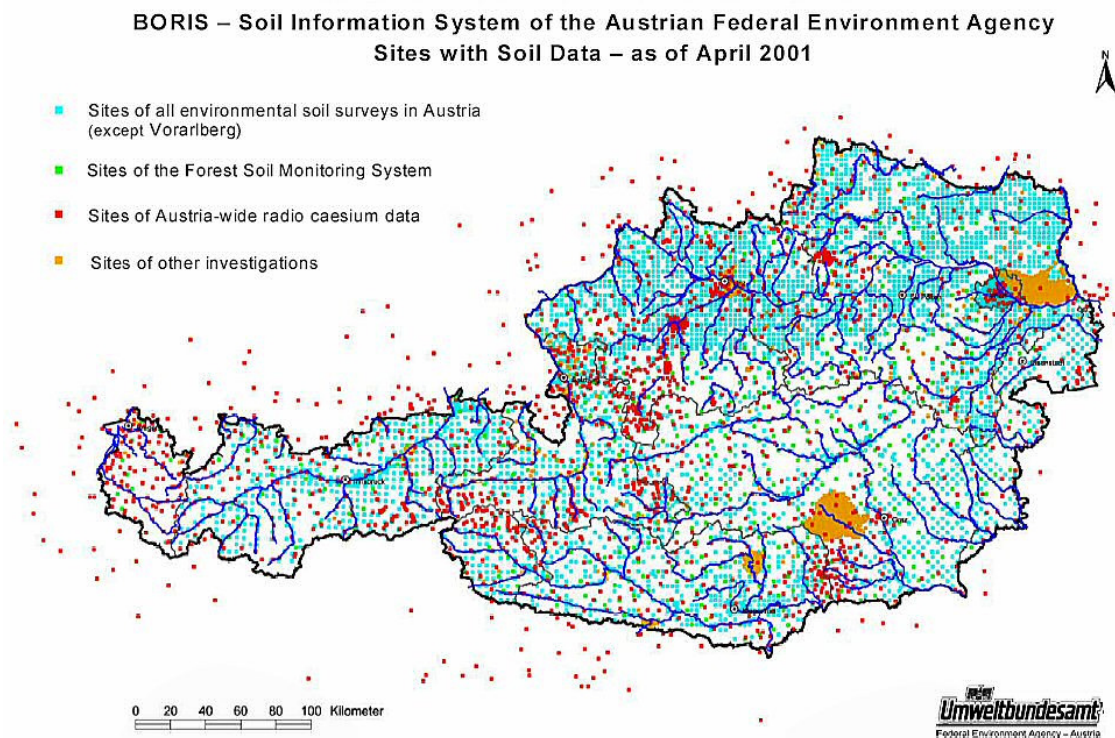 BORIS – Soil Information System of the Austrian Federal Environment Agency
Sites with Soil Data – as of April 2001
N
Sites of all environmental soil surveys in Austria
(except Vorarlberg)
Sites of the Forest Soil Monitoring System
Sites of Austria-wide radio caesium data
Sites of other investigations
Innsbruck
Graz
0 20 40 60 80 100 Kilometer
Umweltbundesamt
Federal Environment Agency – Austria